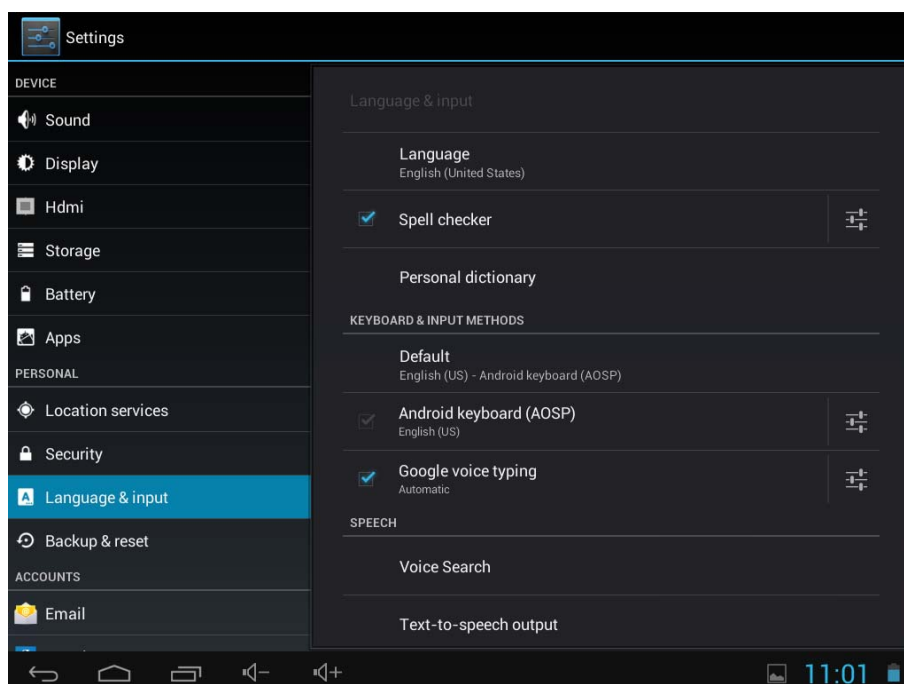 Settings
DEVICE
Sound
Display
Hdmi
Storage
Battery
Apps
PERSONAL
Location services
Security
Language & input
Backup & reset
ACCOUNTS
Email
Language & input
Language
English (United States)
Spell checker
Personal dictionary
KEYBOARD & INPUT METHODS
Default
English (US) - Android keyboard (AOSP)
Android keyboard (AOSP)
English (US)
Google voice typing
Automatic
SPEECH
Voice Search
Text-to-speech output
11:01